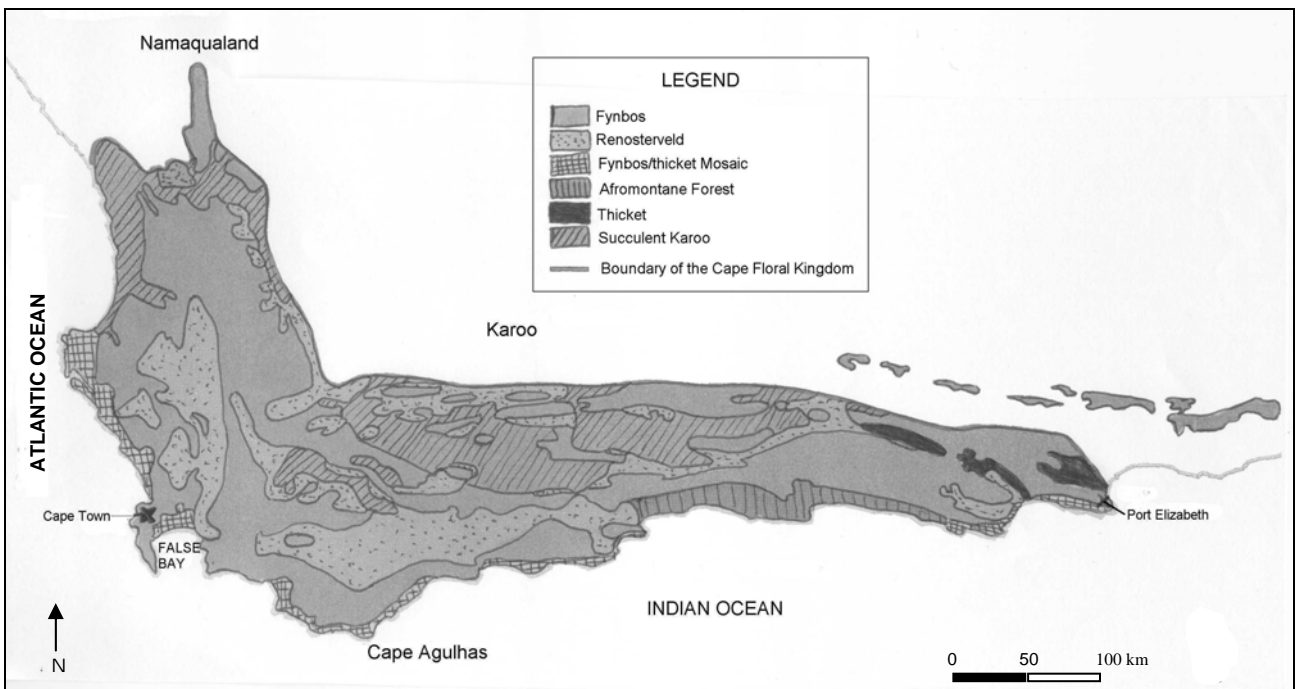 Namaqualand
LEGEND
Fynbos
Renosterveld
Fynbos/thicket Mosaic
Afromontane Forest
Thicket
Succulent Karoo
Boundary of the Cape Floral Kingdom
Karoo
ATLANTIC OCEAN
Cape Town
FALSE
BAY
Port Elizabeth
INDIAN OCEAN
Cape Agulhas
N
0 50 100 km